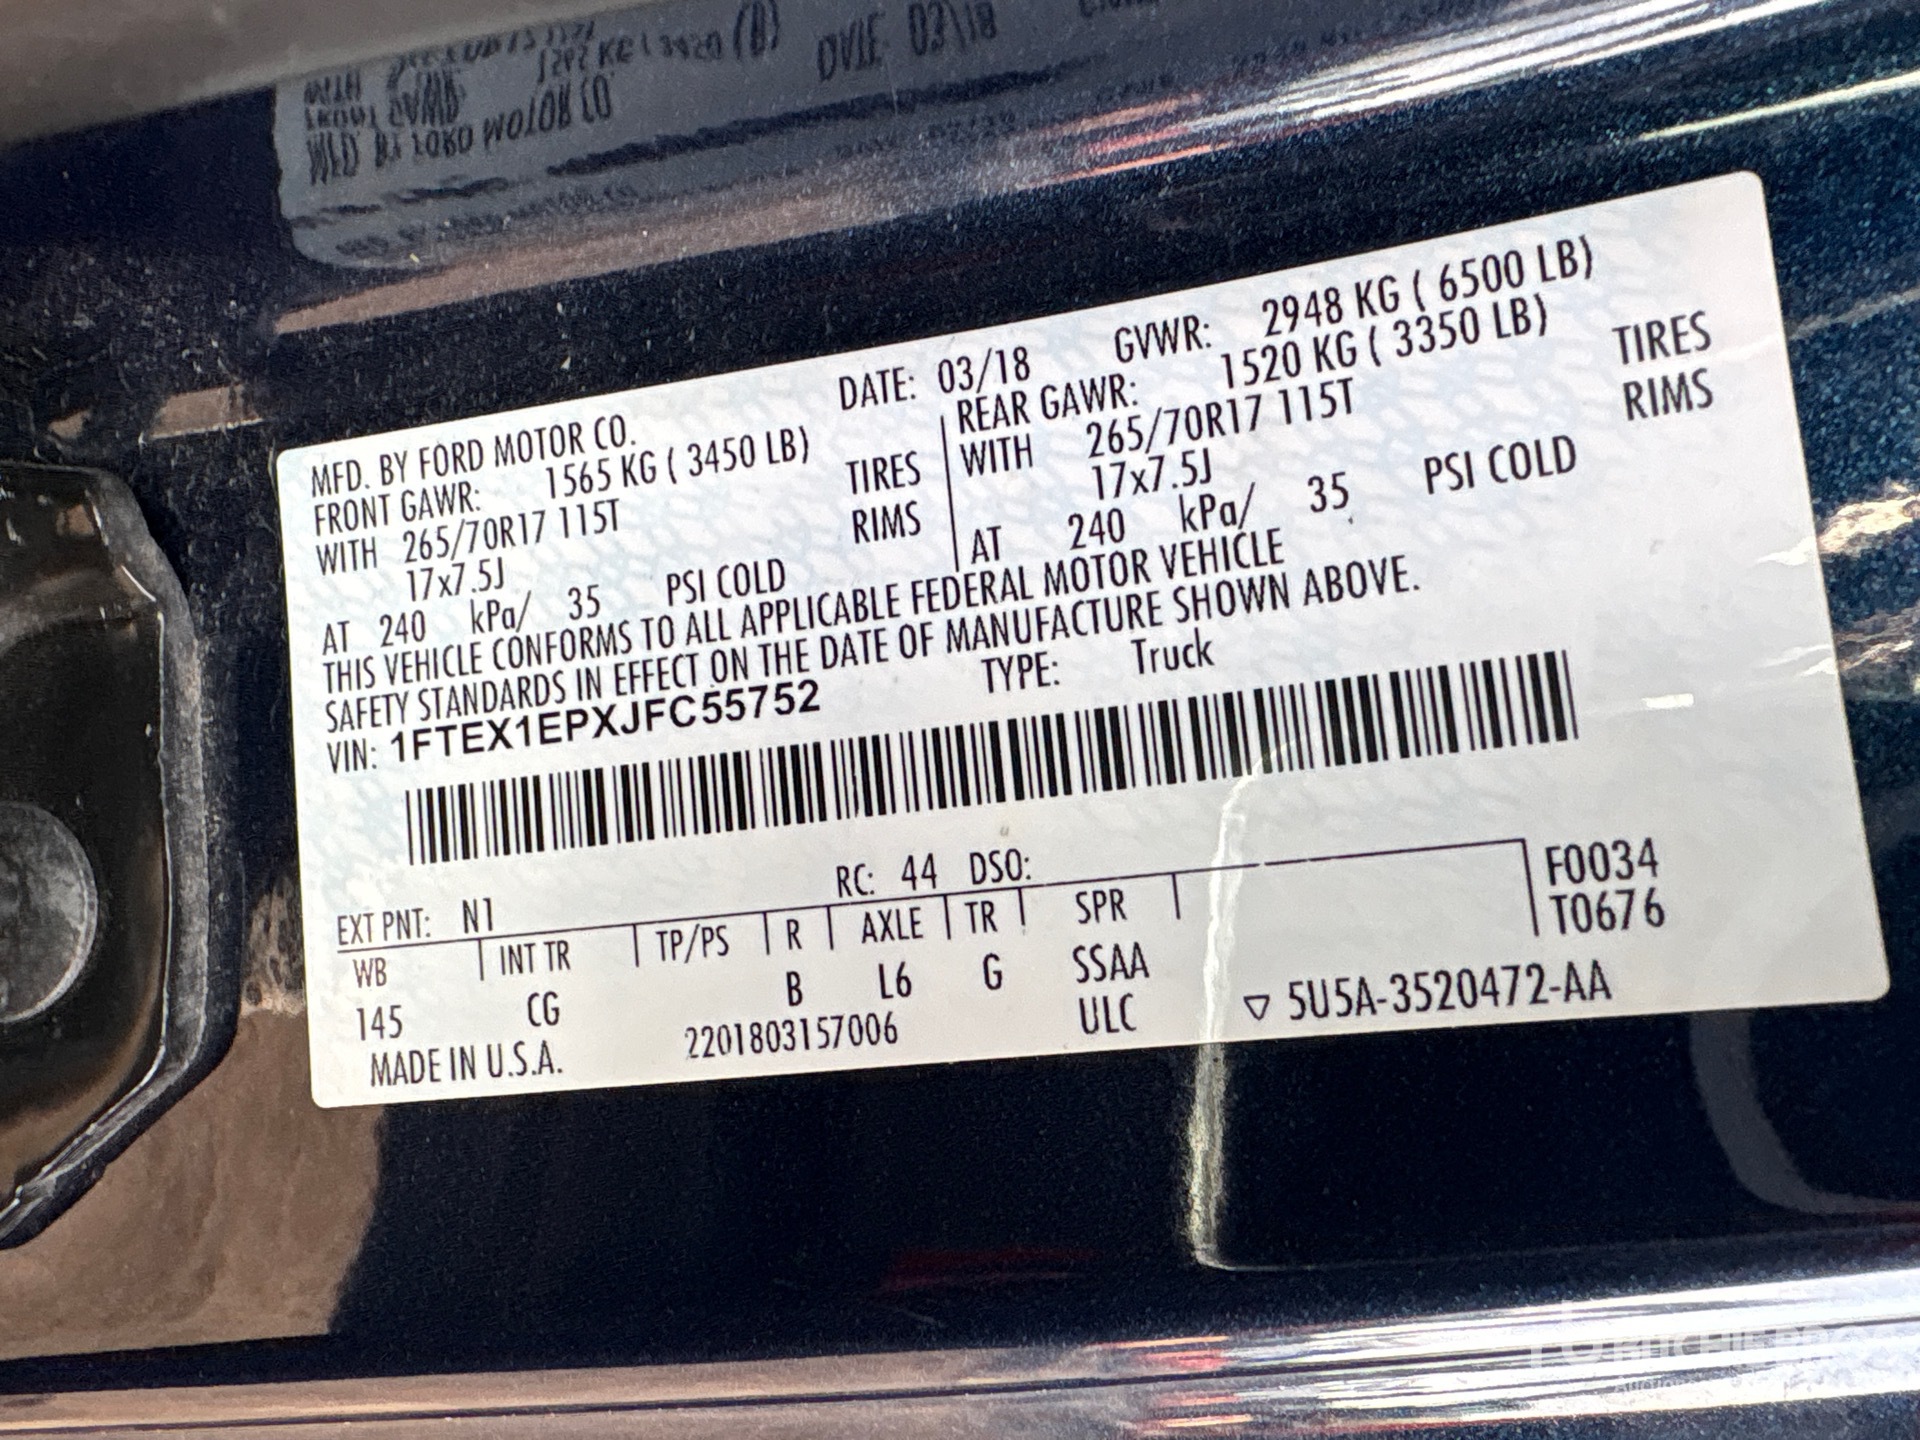 MFD. BY FORD MOTOR CO. DATE: 03/18 GVWR: 2948 KG ( 6500 LB)
FRONT GAWR: 1565 KG ( 3450 LB) REAR GAWR: 1520 KG ( 3350 LB)
WITH 265/70R17 115T TIRES WITH 265/70R17 115T TIRES
17x7.5J RIMS 17x7.5J RIMS
AT 240 kPa/ 35 PSI COLD AT 240 kPa/ 35 PSI COLD
THIS VEHICLE CONFORMS TO ALL APPLICABLE FEDERAL MOTOR VEHICLE
SAFETY STANDARDS IN EFFECT ON THE DATE OF MANUFACTURE SHOWN ABOVE.
VIN: 1FTEX1EPXJFC55752 TYPE: Truck
F0034
T0676
EXT PNT: N1 RC: 44 DSO:
WB INT TR TP/PS R AXLE TR SPR
145 CG B L6 G SSAA
ULC
MADE IN U.S.A. 2201803157006 ▽ 5U5A-3520472-AA